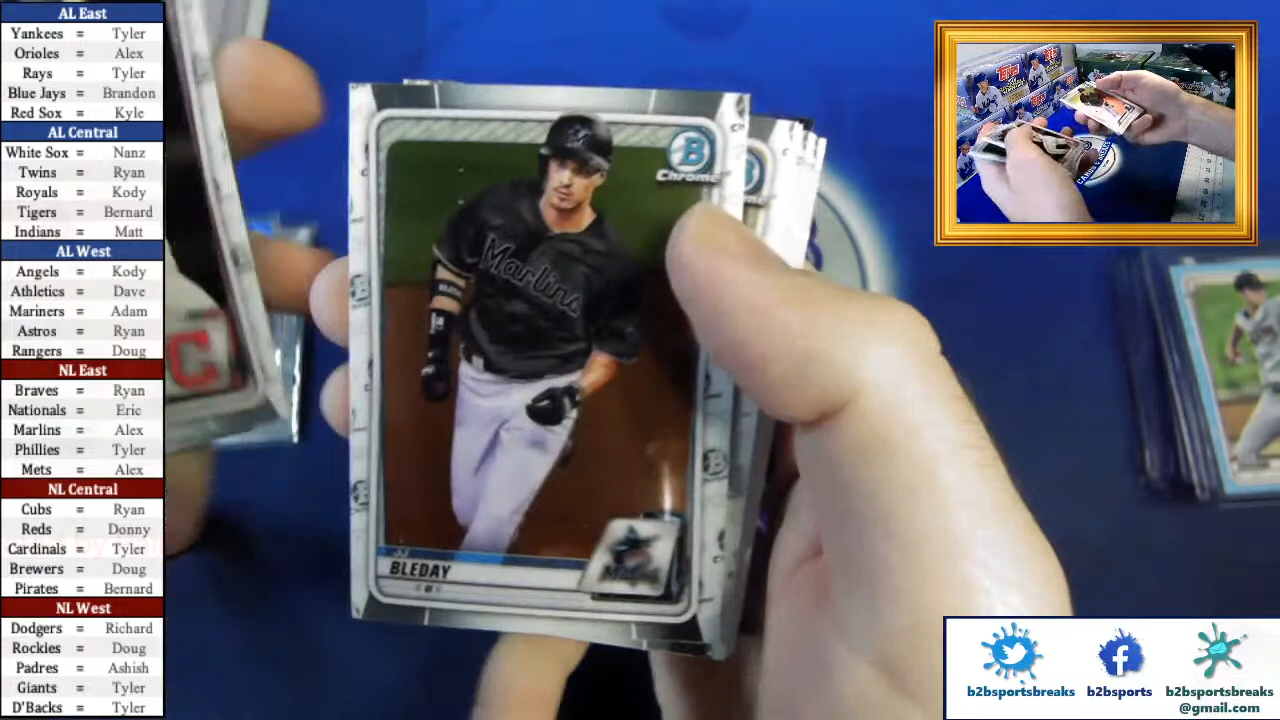 AL East
Yankees = Tyler
Orioles = Alex
Rays = Tyler
Blue Jays = Brandon
Red Sox = Kyle
AL Central
White Sox = Nanz
Twins = Ryan
Royals = Kody
Tigers = Bernard
Indians = Matt
AL West
Angels = Kody
Athletics = Dave
Mariners = Adam
Astros = Ryan
Rangers = Doug
NL East
Braves = Ryan
Nationals = Eric
Marlins = Alex
Phillies = Tyler
Mets = Alex
NL Central
Cubs = Ryan
Reds = Donny
Cardinals = Tyler
Brewers = Doug
Pirates = Bernard
NL West
Dodgers = Richard
Rockies = Doug
Padres = Ashish
Giants = Tyler
D'Backs = Tyler
B
Chrome
Marlins
JJ
BLEDAY
C
Topps
b2bsportsbreaks
b2bsports
b2bsportsbreaks
@gmail.com